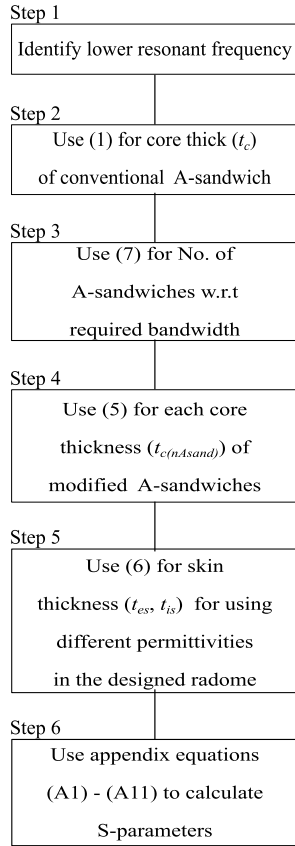 Step 1
Identify lower resonant frequency
Step 2
Use (1) for core thick (tc)
of conventional A-sandwich
Step 3
Use (7) for No. of
A-sandwiches w.r.t
required bandwidth
Step 4
Use (5) for each core
thickness (tc(nAsand)) of
modified A-sandwiches
Step 5
Use (6) for skin
thickness (tes, tis) for using
different permittivities
in the designed radome
Step 6
Use appendix equations
(A1) - (A11) to calculate
S-parameters